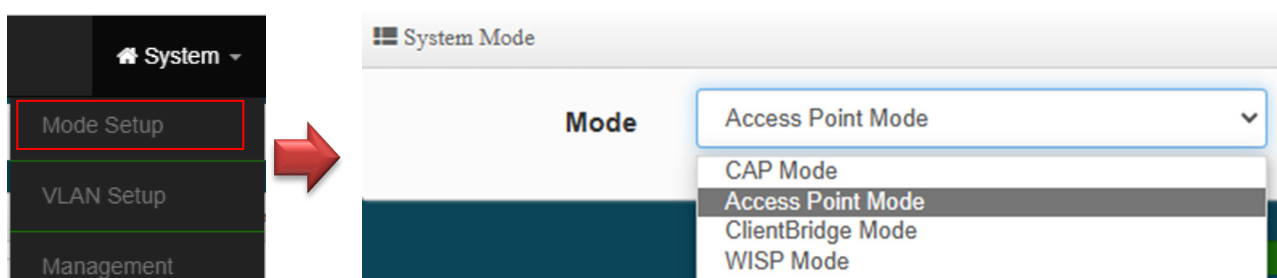 System
Mode Setup
VLAN Setup
Management
System Mode
Mode
Access Point Mode
CAP Mode
Access Point Mode
ClientBridge Mode
WISP Mode